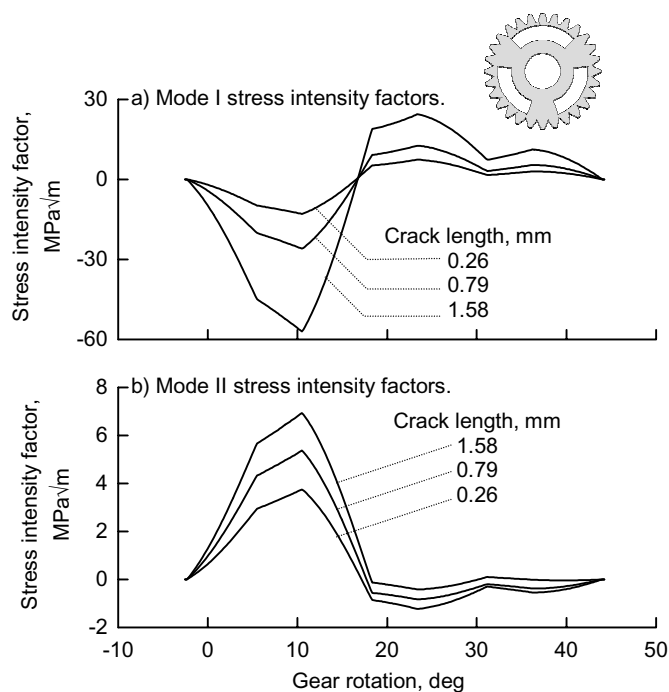 a) Mode I stress intensity factors.
Stress intensity factor,
MPa√m
30
0
-30
-60
Crack length, mm
0.26
0.79
1.58
b) Mode II stress intensity factors.
Stress intensity factor,
MPa√m
8
6
4
2
0
-2
Crack length, mm
1.58
0.79
0.26
-10 0 10 20 30 40 50
Gear rotation, deg